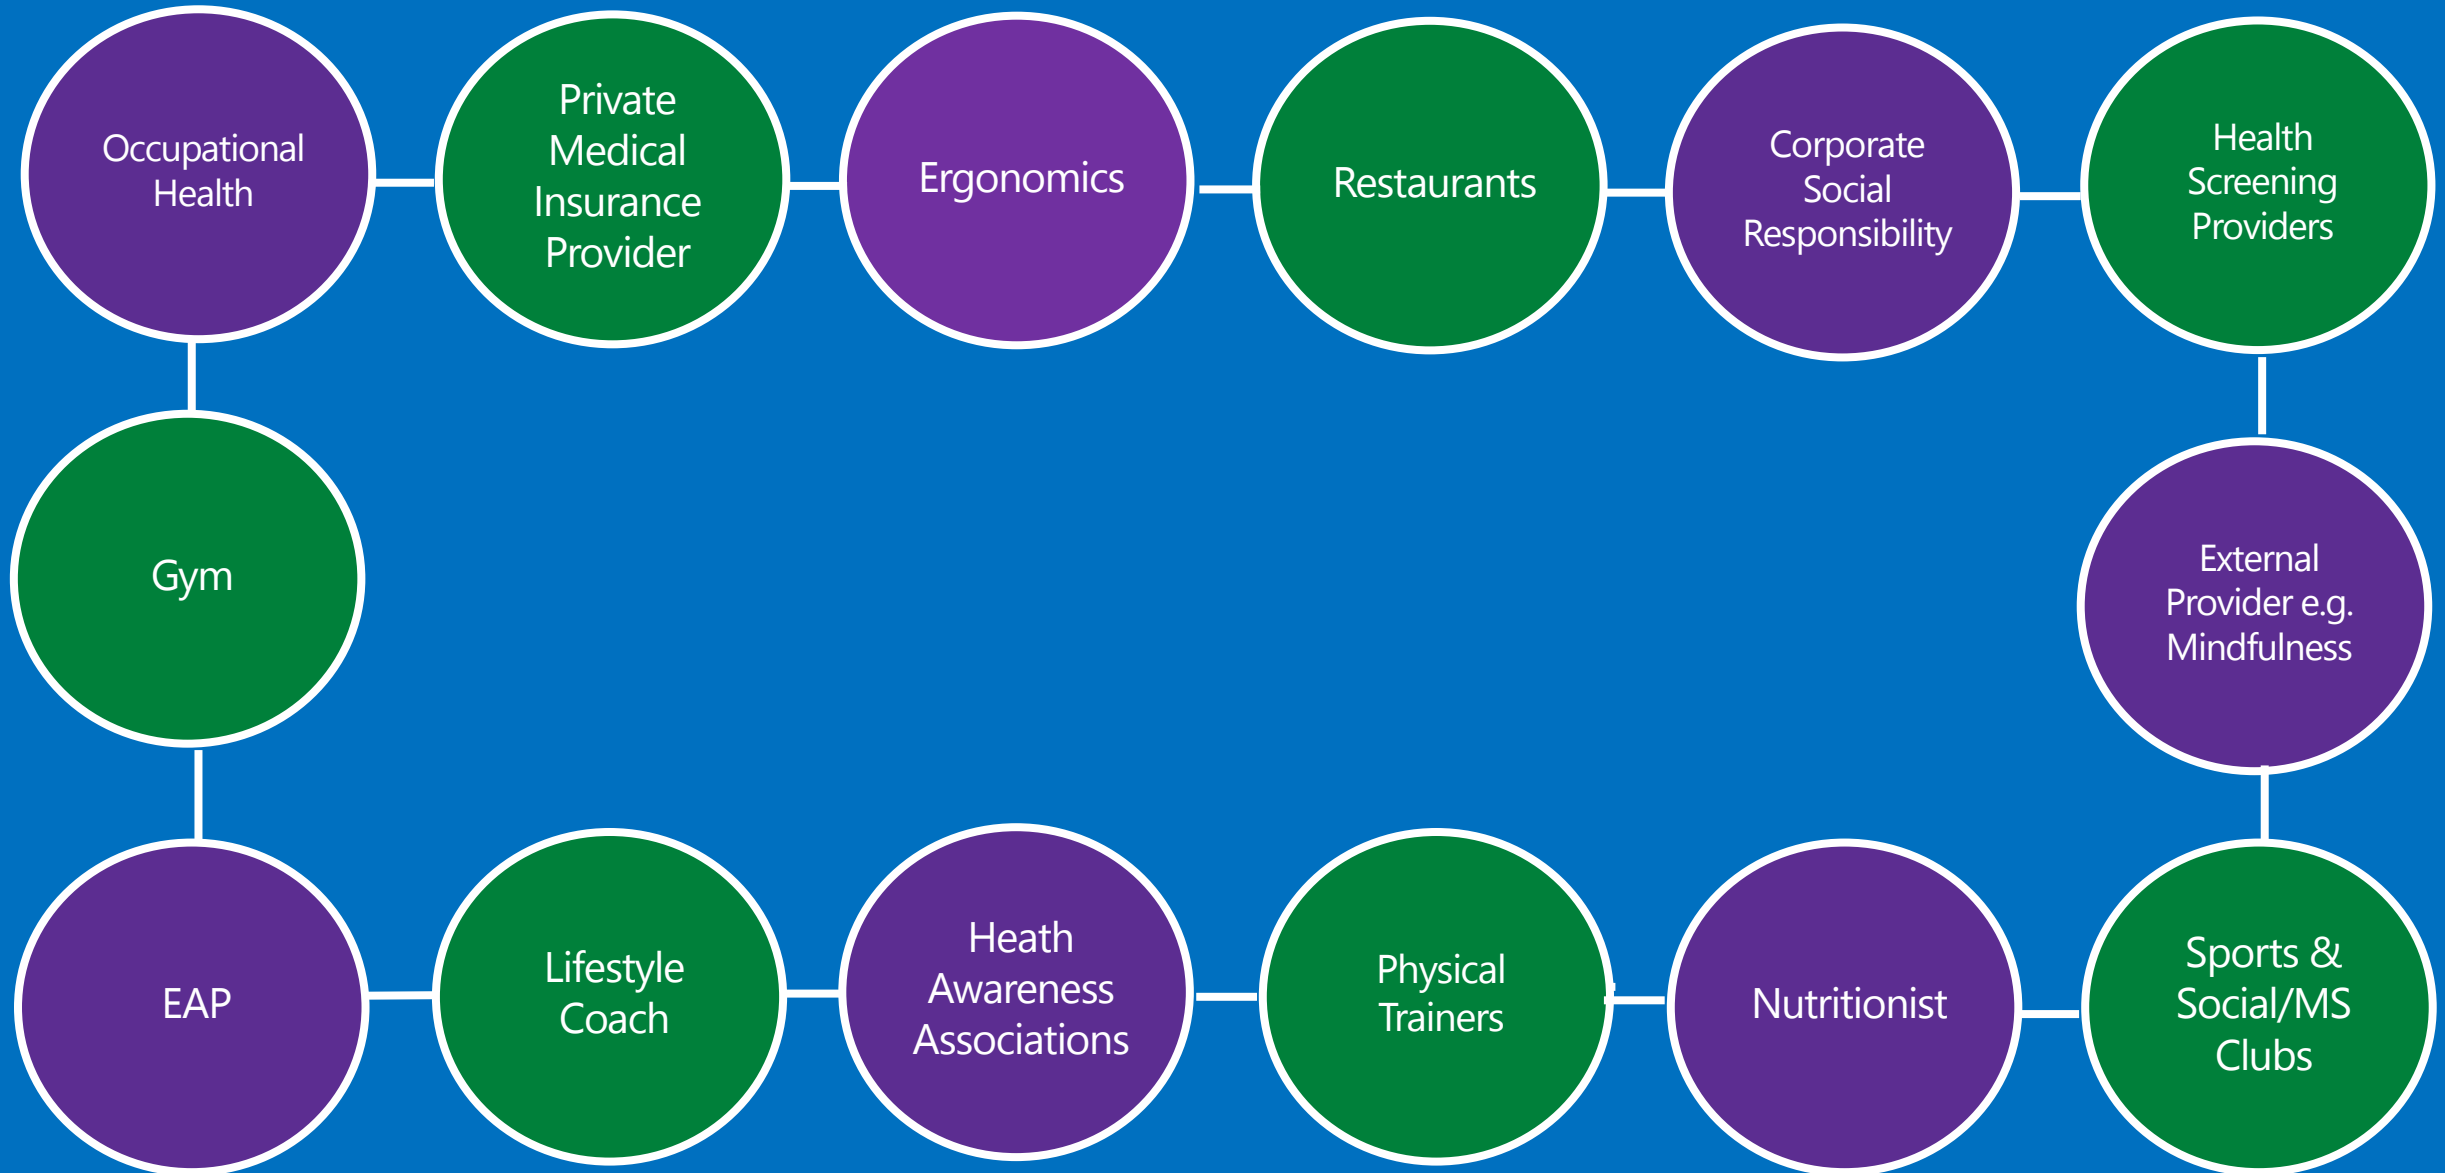 Occupational
Health
Private
Medical
Insurance
Provider
Ergonomics
Restaurants
Corporate
Social
Responsibility
Health
Screening
Providers
Gym
External
Provider e.g.
Mindfulness
EAP
Lifestyle
Coach
Heath
Awareness
Associations
Physical
Trainers
Nutritionist
Sports &
Social/MS
Clubs